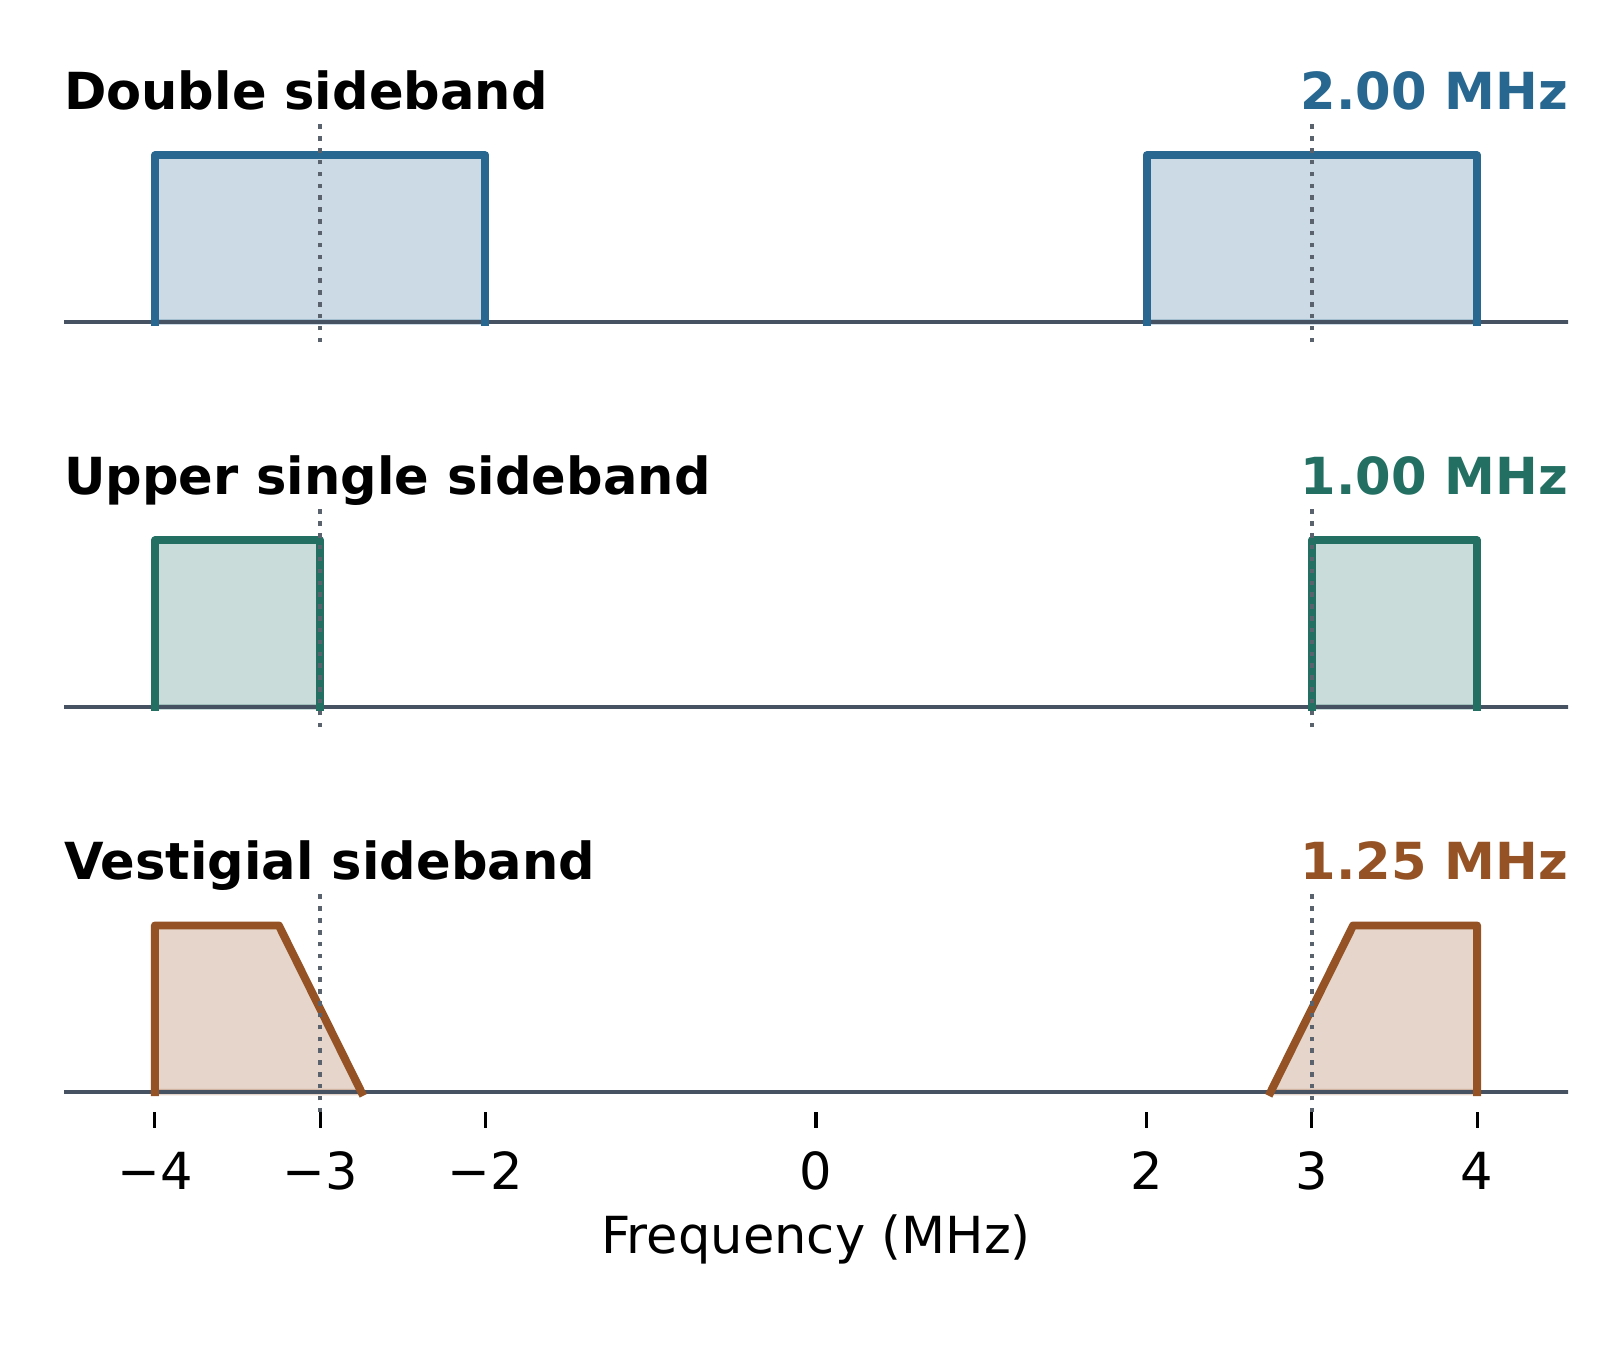 Double sideband 2.00 MHz
Upper single sideband 1.00 MHz
Vestigial sideband 1.25 MHz
−4 −3 −2 0 2 3 4
Frequency (MHz)